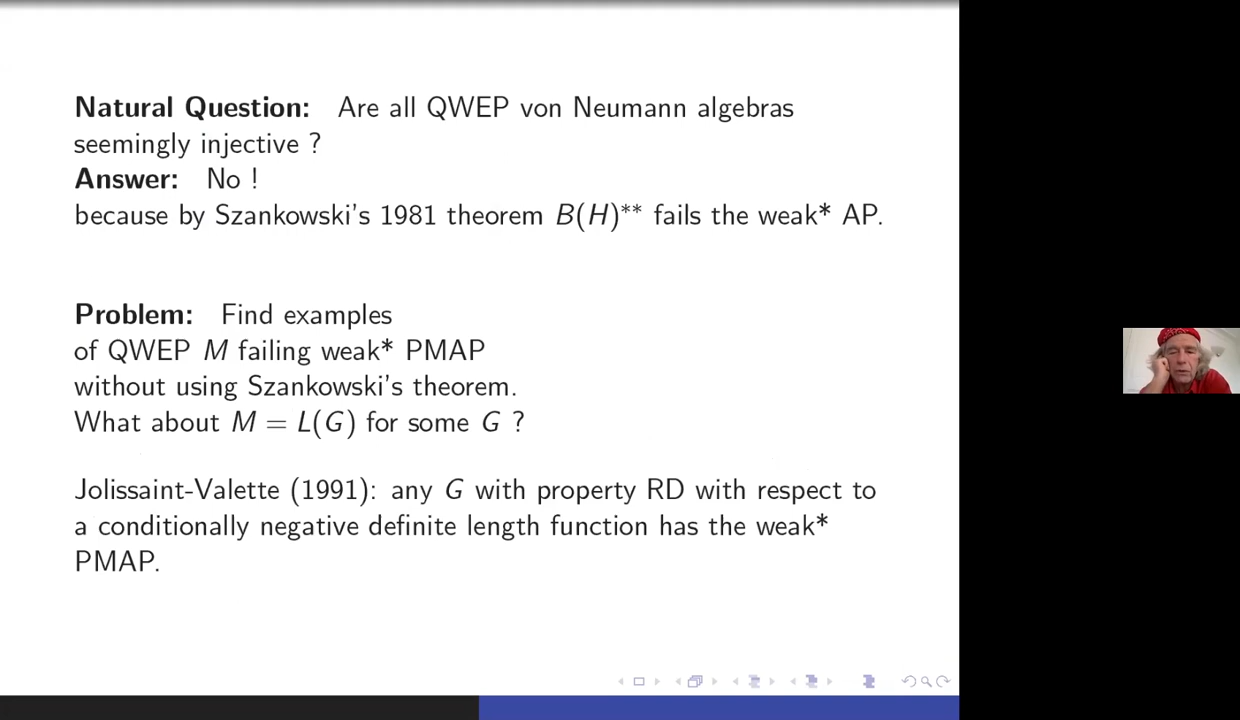 Natural Question: Are all QWEP von Neumann algebras
seemingly injective ?
Answer: No !
because by Szankowski's 1981 theorem B(H)** fails the weak* AP.
Problem: Find examples
of QWEP M failing weak* PMAP
without using Szankowski's theorem.
What about M = L(G) for some G ?
Jolissaint-Valette (1991): any G with property RD with respect to
a conditionally negative definite length function has the weak*
PMAP.